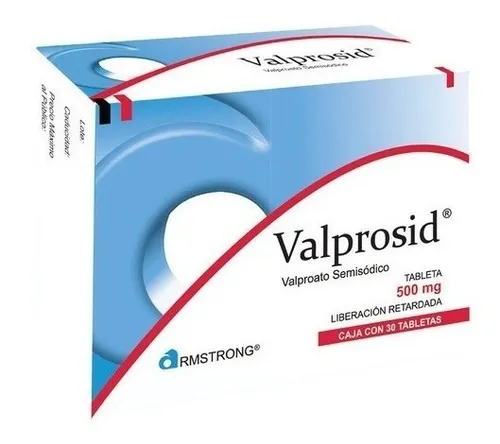 Valprosid®
Valproato Semisódico
Lote
Caducidad
Precio Máximo
al Público:
Valprosid®
Valproato Semisódico
TABLETA
500 mg
LIBERACIÓN RETARDADA
CAJA CON 30 TABLETAS
ARMSTRONG®